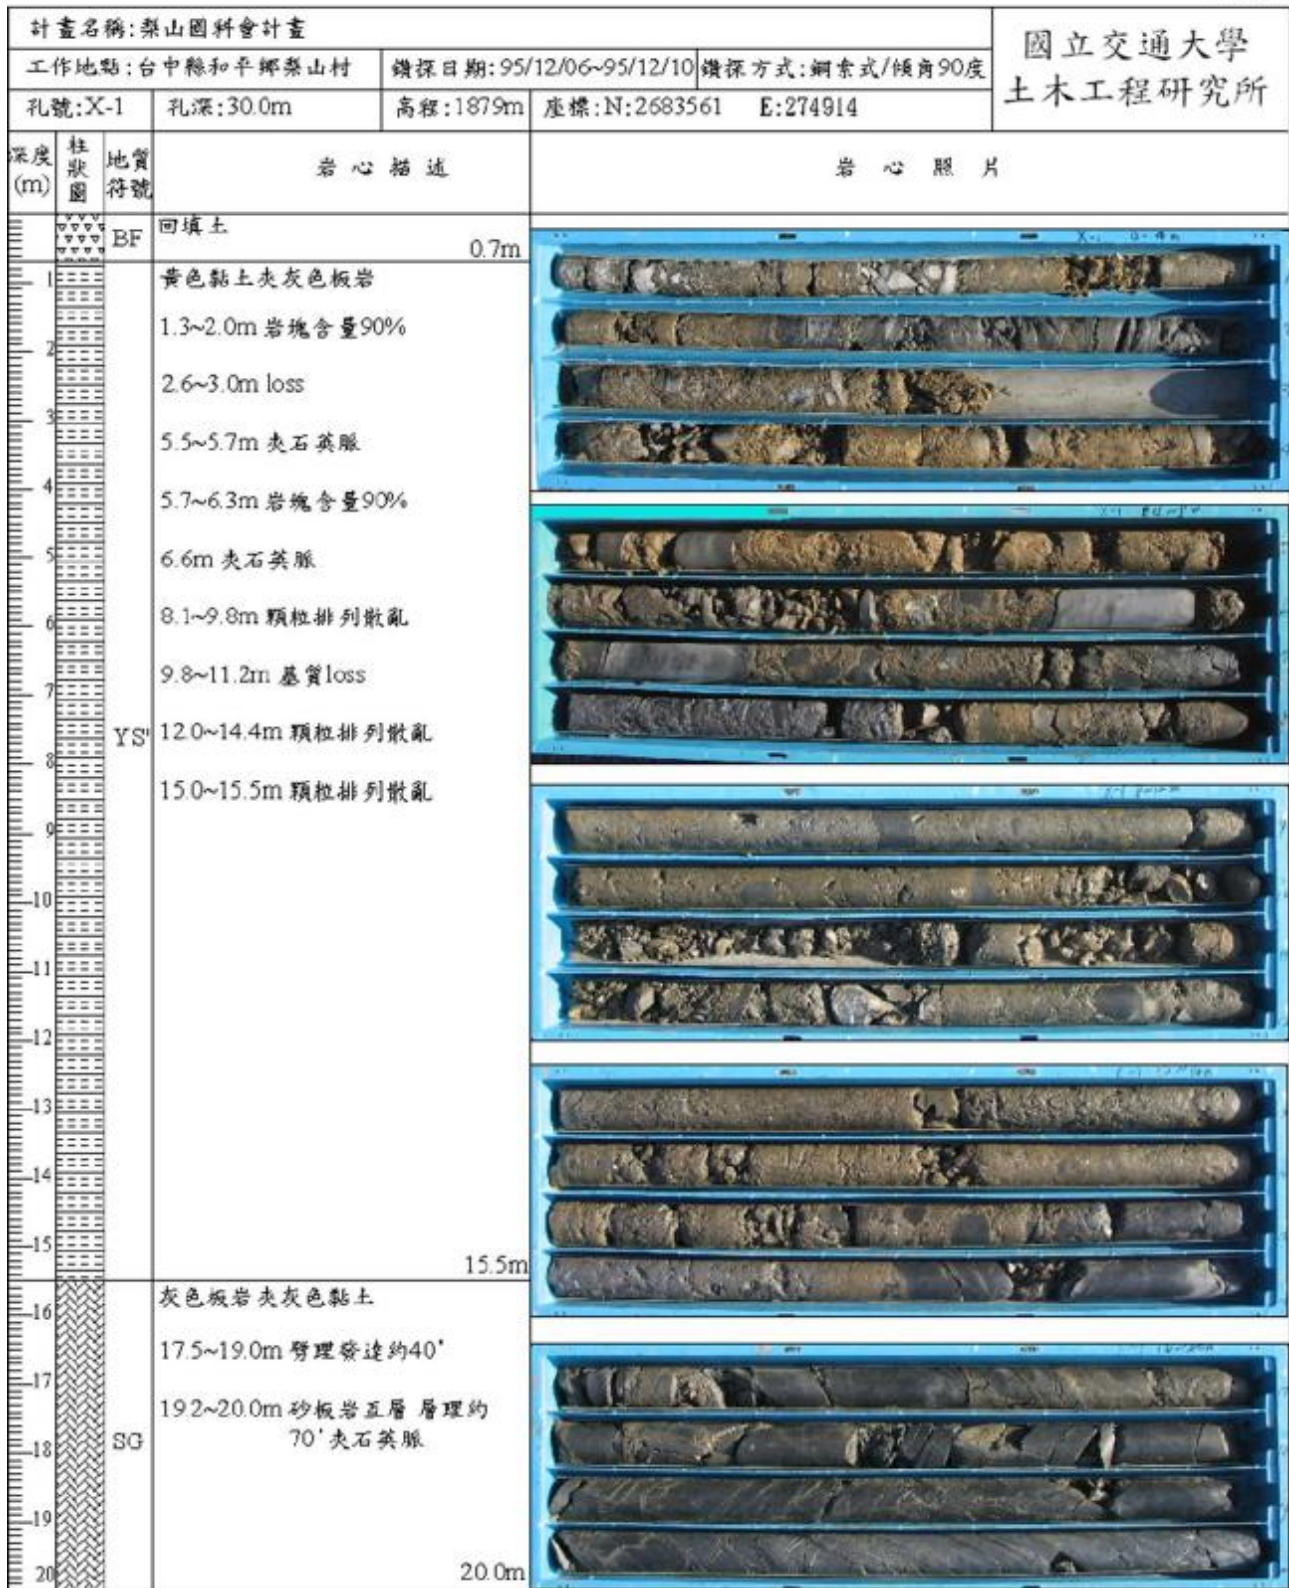 計畫名稱:梨山國科會計畫
國立交通大學
土木工程研究所
工作地點:台中縣和平鄉梨山村 鑽探日期:95/12/06~95/12/10 鑽探方式:鋼索式/傾角90度
孔號:X-1 孔深:30.0m 高程:1879m 座標:N:2683561 E:274914
深度(m) 柱狀圖 地質符號 岩心描述 岩心照片
BF 回填土
0.7m
1 黃色黏土夾灰色板岩
1.3~2.0m 岩塊含量90%
2
2.6~3.0m loss
3
5.5~5.7m 夾石英脈
4
5.7~6.3m 岩塊含量90%
5
6.6m 夾石英脈
8.1~9.8m 顆粒排列散亂
6
9.8~11.2m 基質loss
7
YS' 12.0~14.4m 顆粒排列散亂
8
15.0~15.5m 顆粒排列散亂
9
10
11
12
13
14
15
15.5m
灰色板岩夾灰色黏土
16
17.5~19.0m 劈理發達約40°
17
19.2~20.0m 砂板岩互層 層理約
70°夾石英脈
SG
18
19
20
20.0m